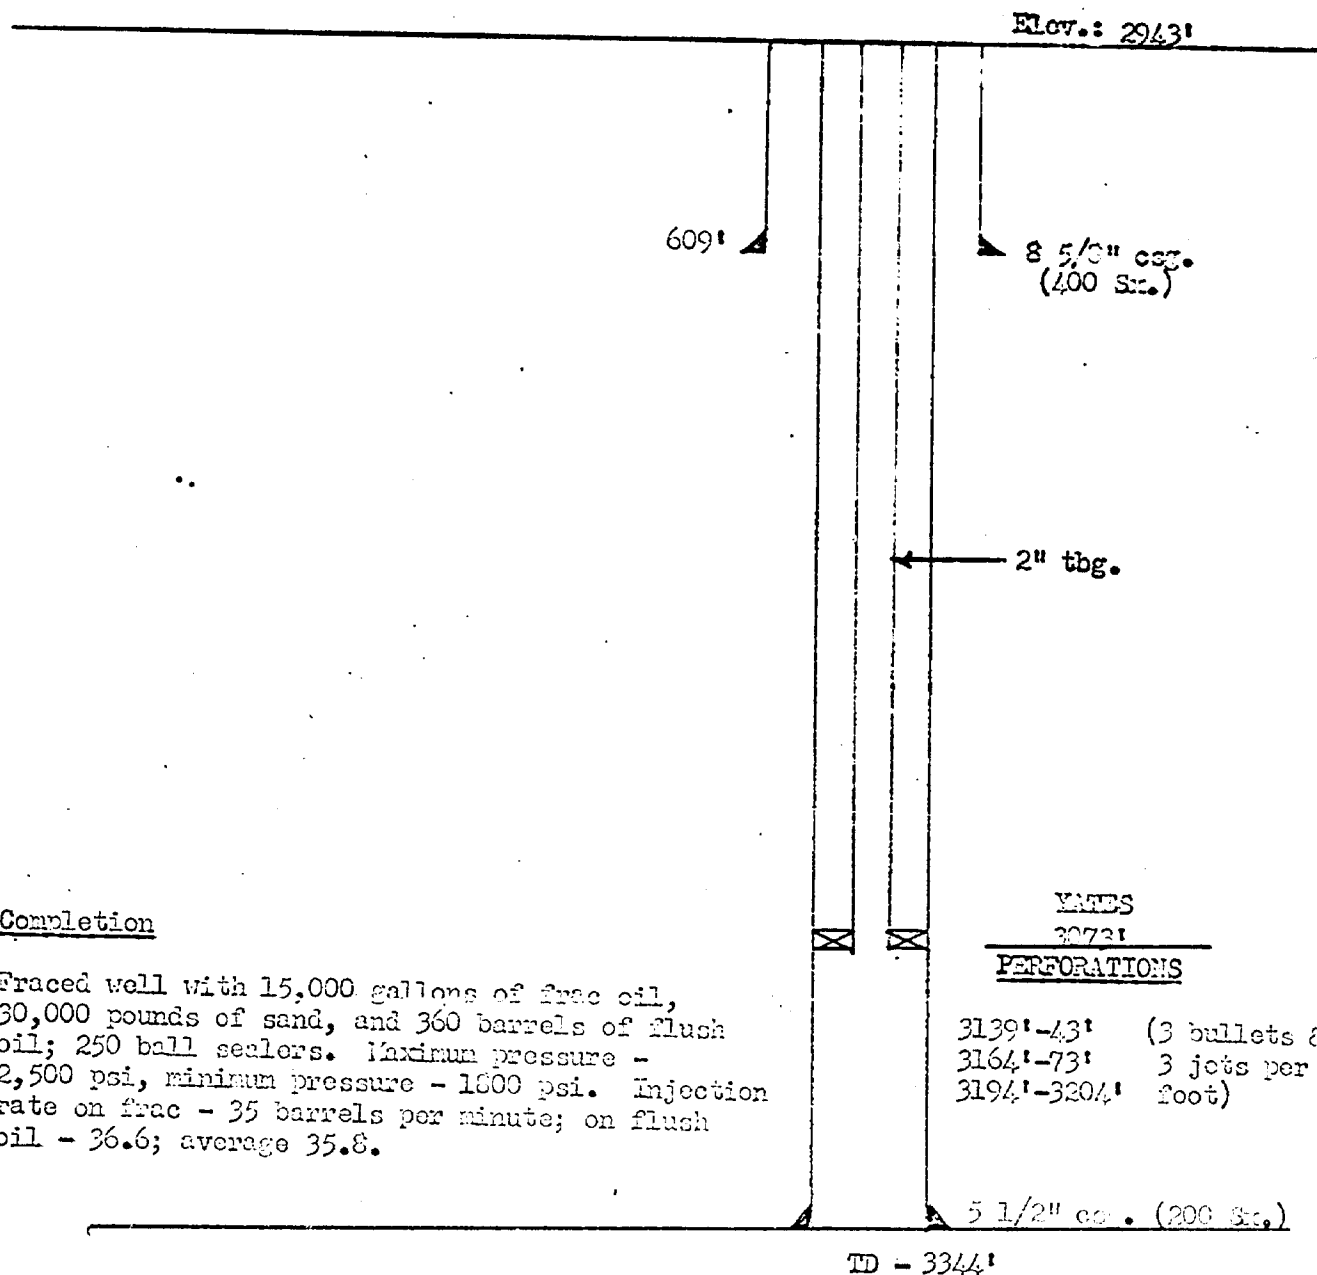 Elev.: 2943'
609'
8 5/8" csg.
(400 Sx.)
2" tbg.
YATES
3073'
PERFORATIONS
3139'-43' (3 bullets &
3164'-73' 3 jets per
3194'-3204' foot)
Completion
Fraced well with 15,000 gallons of frac oil,
30,000 pounds of sand, and 360 barrels of flush
oil; 250 ball sealers. Maximum pressure -
2,500 psi, minimum pressure - 1800 psi. Injection
rate on frac - 35 barrels per minute; on flush
oil - 36.6; average 35.8.
5 1/2" (200 Sx.)
TD - 3344'